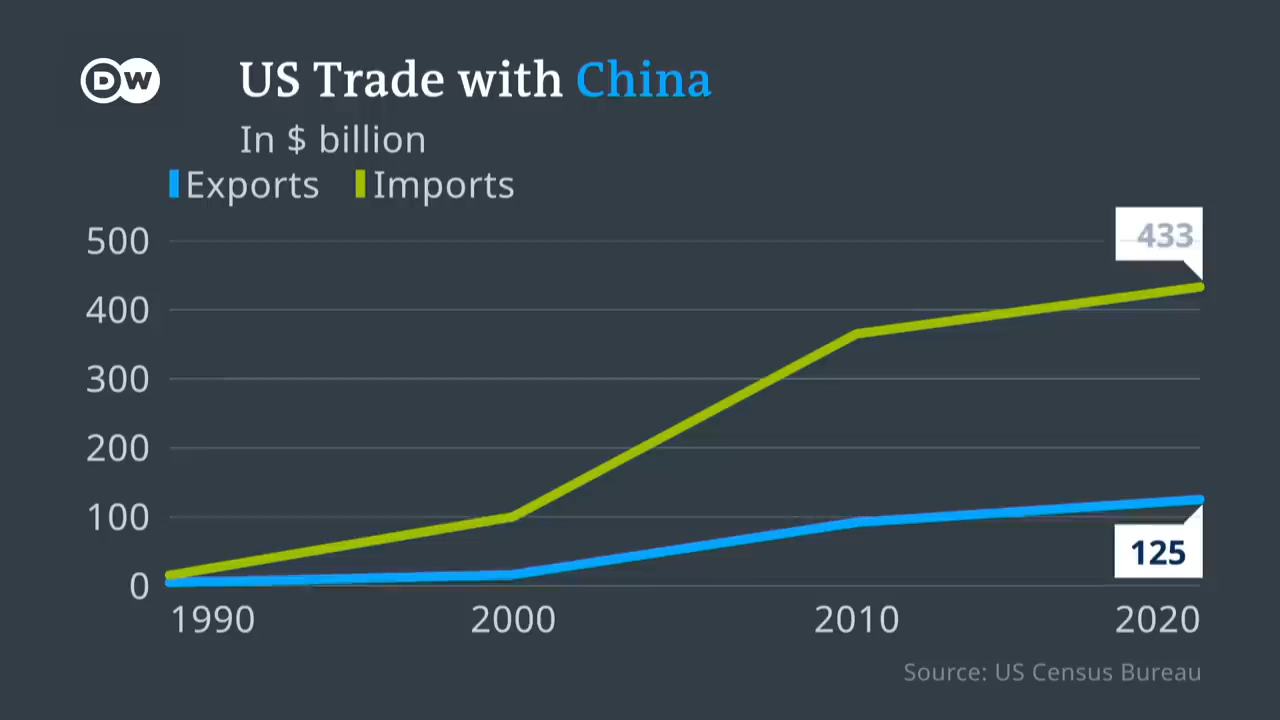 DW
US Trade with China
In $ billion
Exports Imports
500
433
400
300
200
100
125
0
1990 2000 2010 2020
Source: US Census Bureau